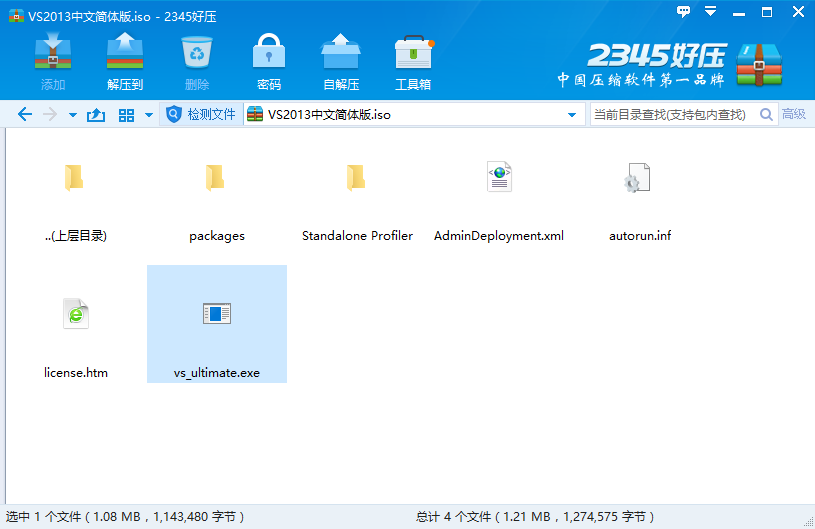 VS2013中文简体版.iso - 2345好压
添加
解压到
删除
密码
自解压
工具箱
2345好压
中国压缩软件第一品牌
检测文件
VS2013中文简体版.iso
当前目录查找(支持包内查找)
高级
..(上层目录)
packages
Standalone Profiler
AdminDeployment.xml
autorun.inf
license.htm
vs_ultimate.exe
选中 1 个文件 ( 1.08 MB , 1,143,480 字节 )
总计 4 个文件 ( 1.21 MB , 1,274,575 字节 )